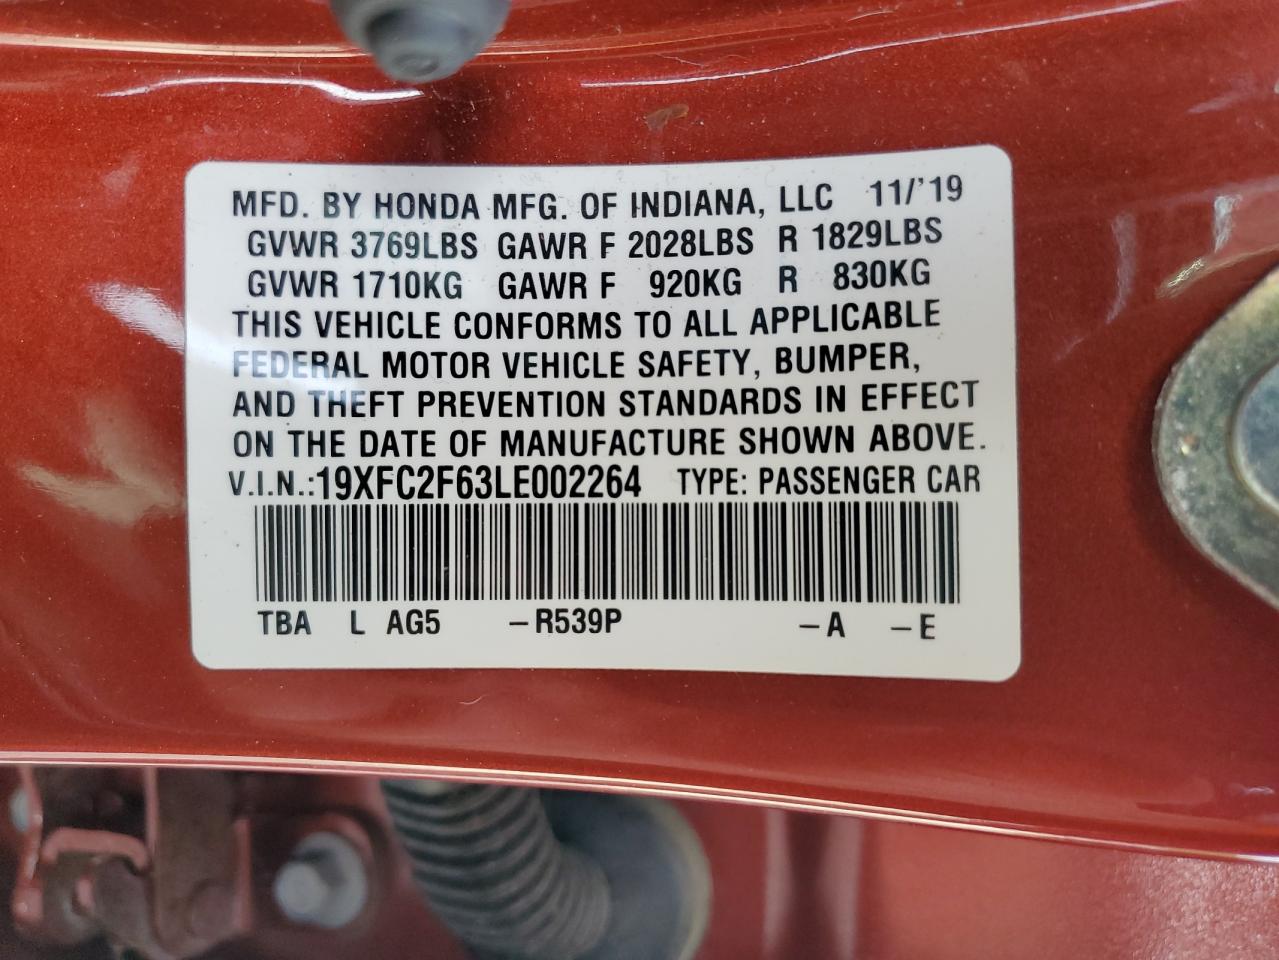 MFD. BY HONDA MFG. OF INDIANA, LLC 11/'19
GVWR 3769LBS GAWR F 2028LBS R 1829LBS
GVWR 1710KG GAWR F 920KG R 830KG
THIS VEHICLE CONFORMS TO ALL APPLICABLE
FEDERAL MOTOR VEHICLE SAFETY, BUMPER,
AND THEFT PREVENTION STANDARDS IN EFFECT
ON THE DATE OF MANUFACTURE SHOWN ABOVE.
V.I.N.:19XFC2F63LE002264 TYPE: PASSENGER CAR
TBA L AG5 –R539P –A –E